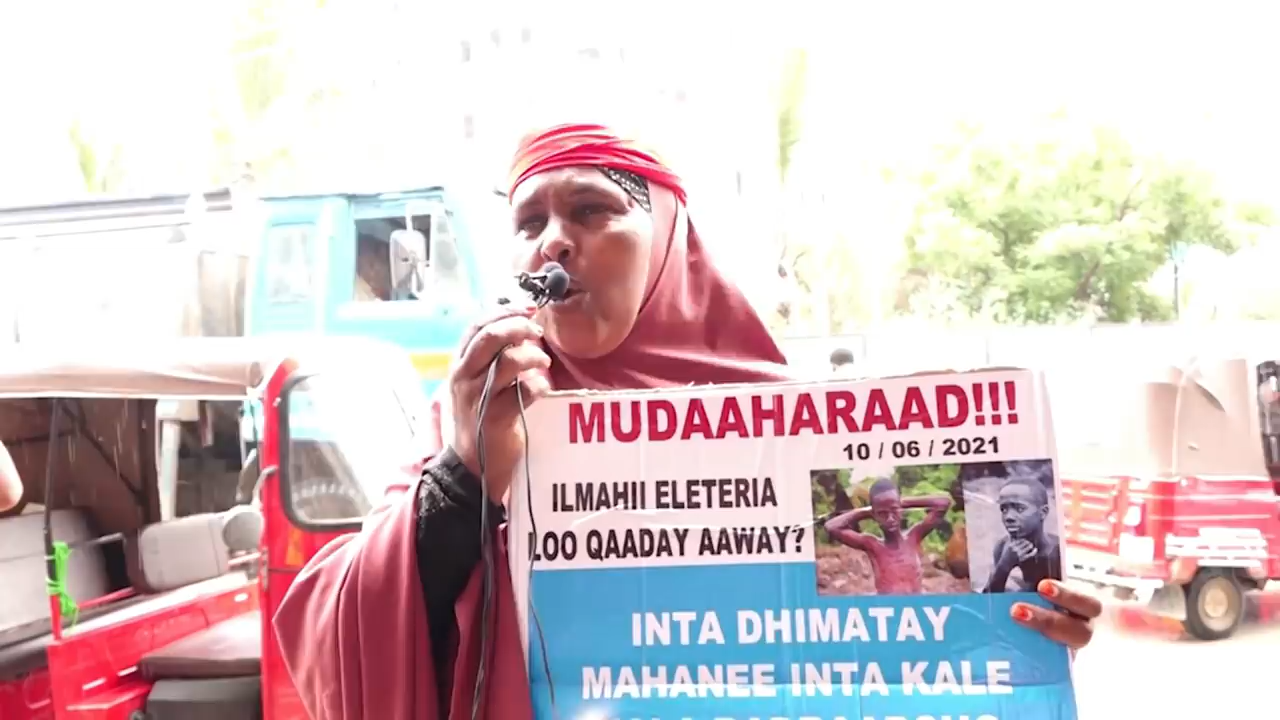 MUDAAHARAAD!!!
10 / 06 / 2021
ILMAHII ELETERIA
LOO QAADAY AAWAY?
INTA DHIMATAY
MAHANEE INTA KALE